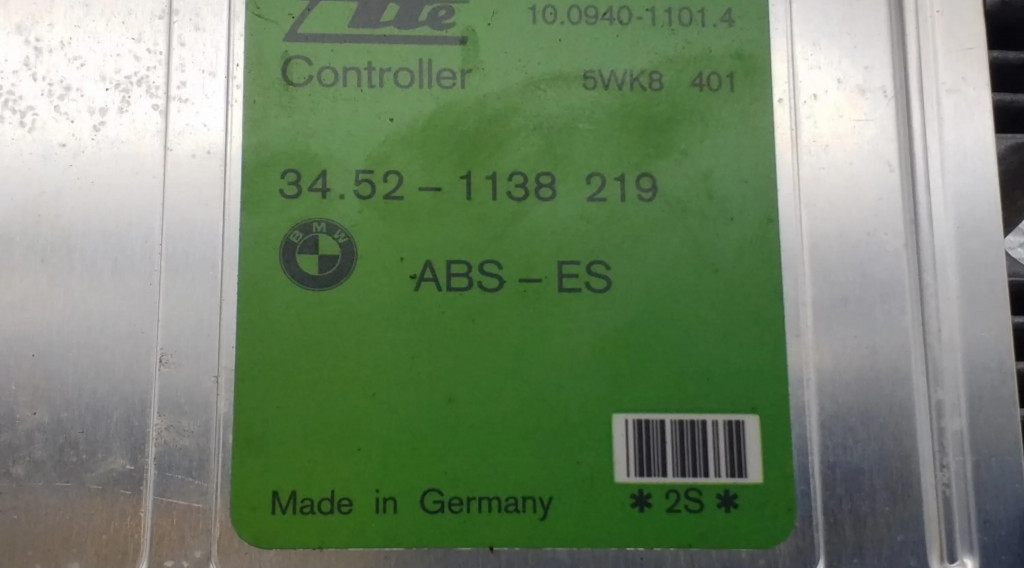 Ate 10.0940-1101.4
Controller 5WK8 401
34.52-1138 219
BMW
ABS-ES
Made in Germany *2S*